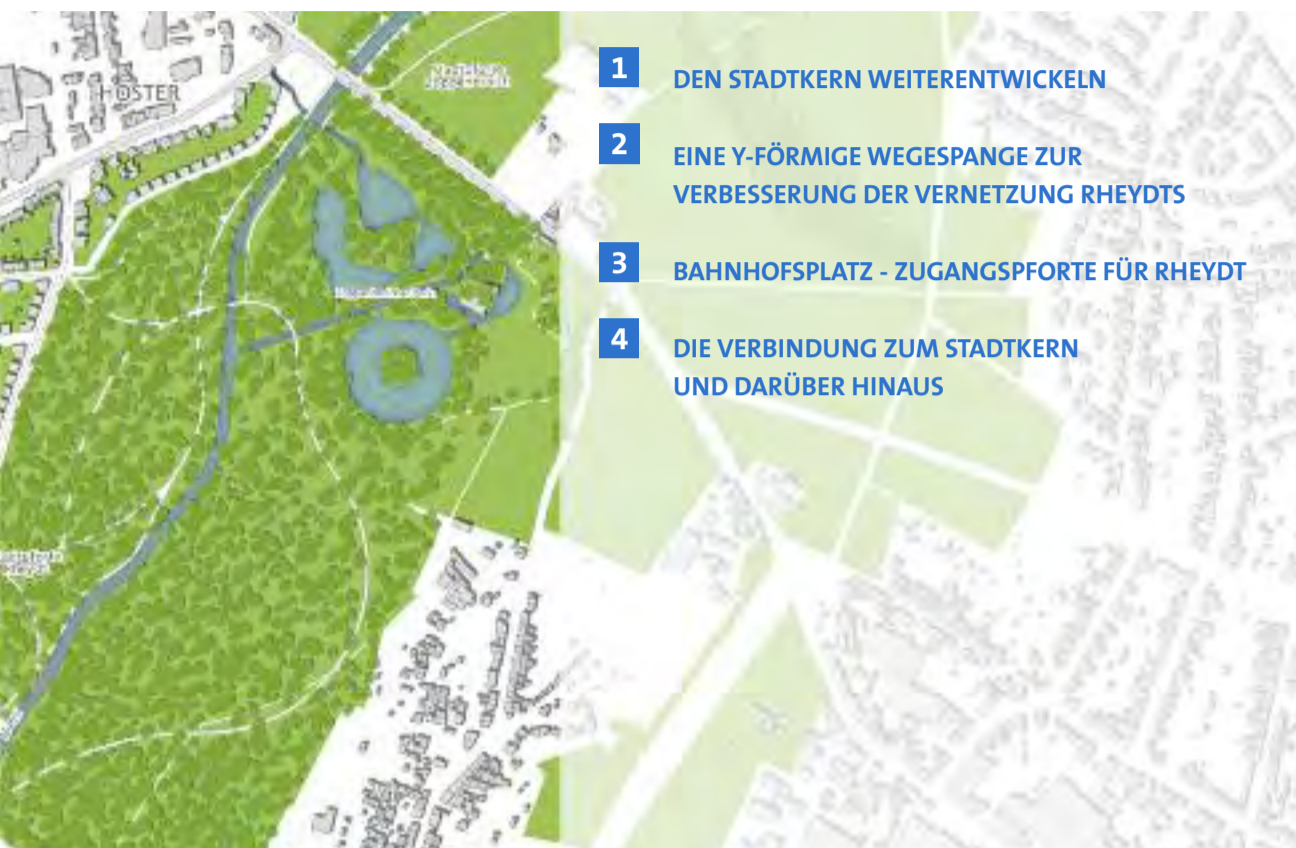 HOSTER
1 DEN STADTKERN WEITERENTWICKELN
2 EINE Y-FÖRMIGE WEGESPANGE ZUR
VERBESSERUNG DER VERNETZUNG RHEYDTS
3 BAHNHOFSPLATZ - ZUGANGSPFORTE FÜR RHEYDT
4 DIE VERBINDUNG ZUM STADTKERN
UND DARÜBER HINAUS